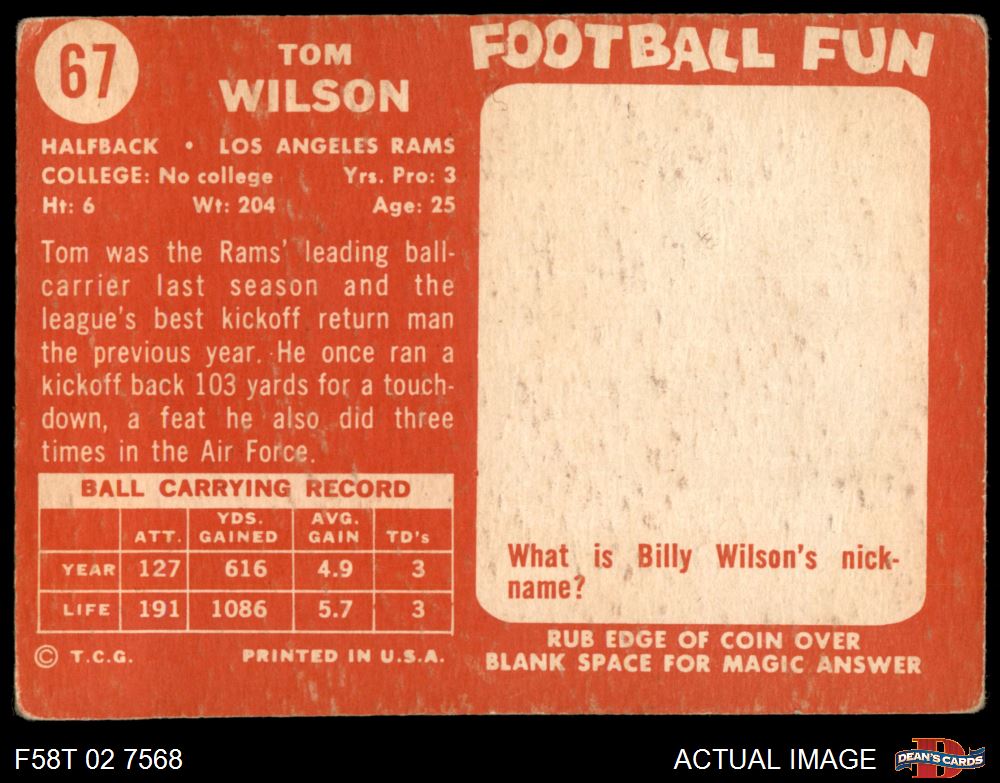 67
TOM
WILSON
HALFBACK • LOS ANGELES RAMS
COLLEGE: No college Yrs. Pro: 3
Ht: 6 Wt: 204 Age: 25
Tom was the Rams' leading ball-
carrier last season and the
league's best kickoff return man
the previous year. He once ran a
kickoff back 103 yards for a touch-
down, a feat he also did three
times in the Air Force.
BALL CARRYING RECORD
ATT. YDS. GAINED AVG. GAIN TD's
YEAR 127 616 4.9 3
LIFE 191 1086 5.7 3
© T.C.G. PRINTED IN U.S.A.
FOOTBALL FUN
What is Billy Wilson's nick-
name?
RUB EDGE OF COIN OVER
BLANK SPACE FOR MAGIC ANSWER
F58T 02 7568
ACTUAL IMAGE
D
DEAN'S CARDS